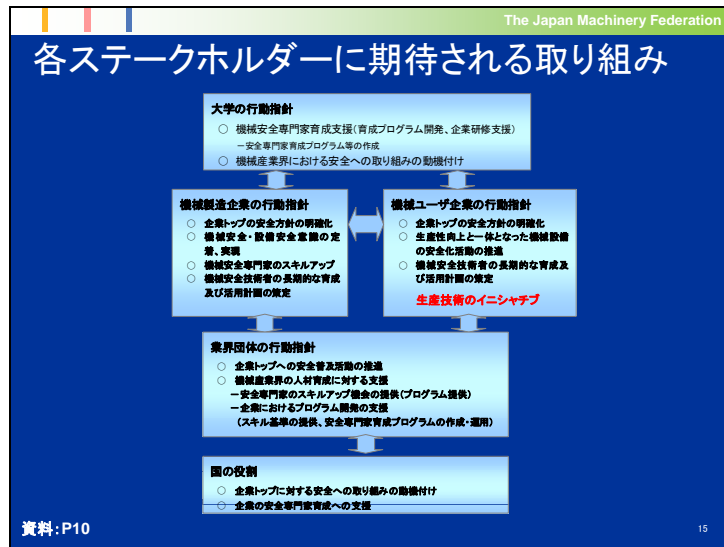 The Japan Machinery Federation
各ステークホルダーに期待される取り組み
大学の行動指針
○ 機械安全専門家育成支援(育成プログラム開発、企業研修支援)
－安全専門家育成プログラム等の作成
○ 機械産業界における安全への取り組みの動機付け
機械製造企業の行動指針
○ 企業トップの安全方針の明確化
○ 機械安全・設備安全意識の定
着、実現
○ 機械安全専門家のスキルアップ
○ 機械安全技術者の長期的な育成
及び活用計画の策定
機械ユーザ企業の行動指針
○ 企業トップの安全方針の明確化
○ 生産性向上と一体となった機械設備
の安全化活動の推進
○ 機械安全技術者の長期的な育成及
び活用計画の策定
生産技術のイニシャチブ
業界団体の行動指針
○ 企業トップへの安全普及活動の推進
○ 機械産業界の人材育成に対する支援
－安全専門家のスキルアップ機会の提供(プログラム提供)
－企業におけるプログラム開発の支援
(スキル基準の提供、安全専門家育成プログラムの作成・運用)
国の役割
○ 企業トップに対する安全への取り組みの動機付け
○ 企業の安全専門家育成への支援
資料:P10
15